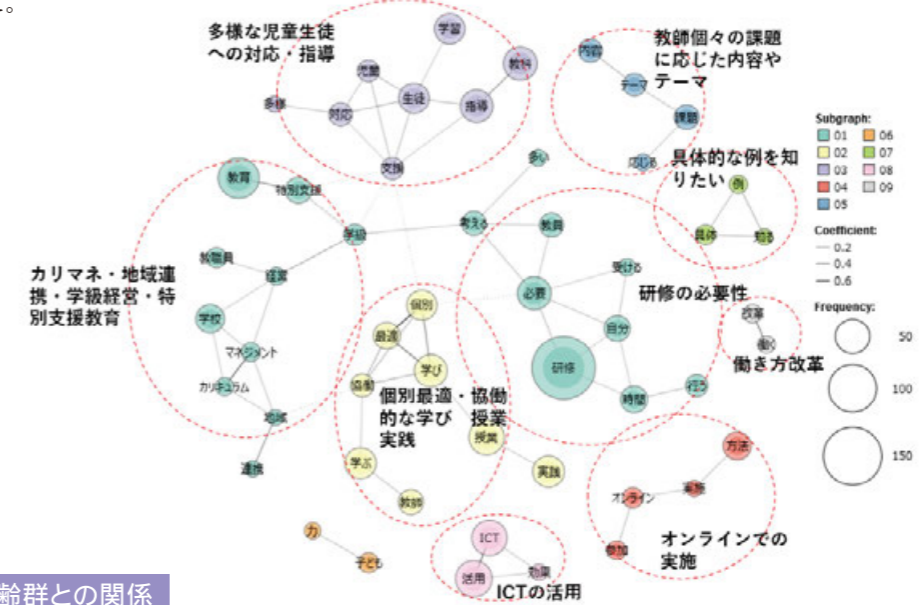 た。
多様な児童生徒
への対応・指導
学習
児童
教科
生徒
指導
多様
対応
支援
教師個々の課題
に応じた内容や
テーマ
内容
テーマ
課題
応じる
具体的な例を知
りたい
例
具体
知る
Subgraph:
01
02
03
04
05
06
07
08
09
Coefficient:
0.2
0.4
0.6
Frequency:
50
100
150
カリマネ・地域連
携・学級経営・特
別支援教育
教育
特別支援
学級
教職員
経営
学校
マネジメント
カリキュラム
地域
連携
多い
考える
教員
必要
受ける
研修の必要性
自分
研修
時間
行う
改革
働く
働き方改革
個別
最適
学び
協働
個別最適・協働
的な学び 授業
実践
授業
実践
学ぶ
教師
方法
オンライン
実施
参加
オンラインでの
実施
力
子ども
ICT
活用
効果
ICTの活用
齢群との関係